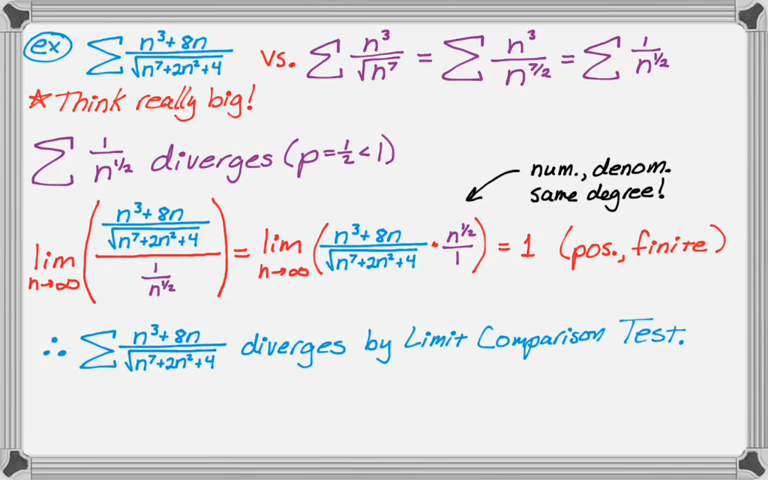 ex ∑ (n³+8n)/√(n⁷+2n²+4) vs. ∑ n³/√n⁷ = ∑ n³/n^(7/2) = ∑ 1/n^(1/2)
★Think really big!
∑ 1/n^(1/2) diverges (p=½<1)
num., denom.
same degree!
lim n→∞ (((n³+8n)/√(n⁷+2n²+4))/(1/n^(1/2))) = lim n→∞ ((n³+8n)/√(n⁷+2n²+4) • n^(1/2)/1) = 1 (pos., finite)
∴ ∑ (n³+8n)/√(n⁷+2n²+4) diverges by Limit Comparison Test.